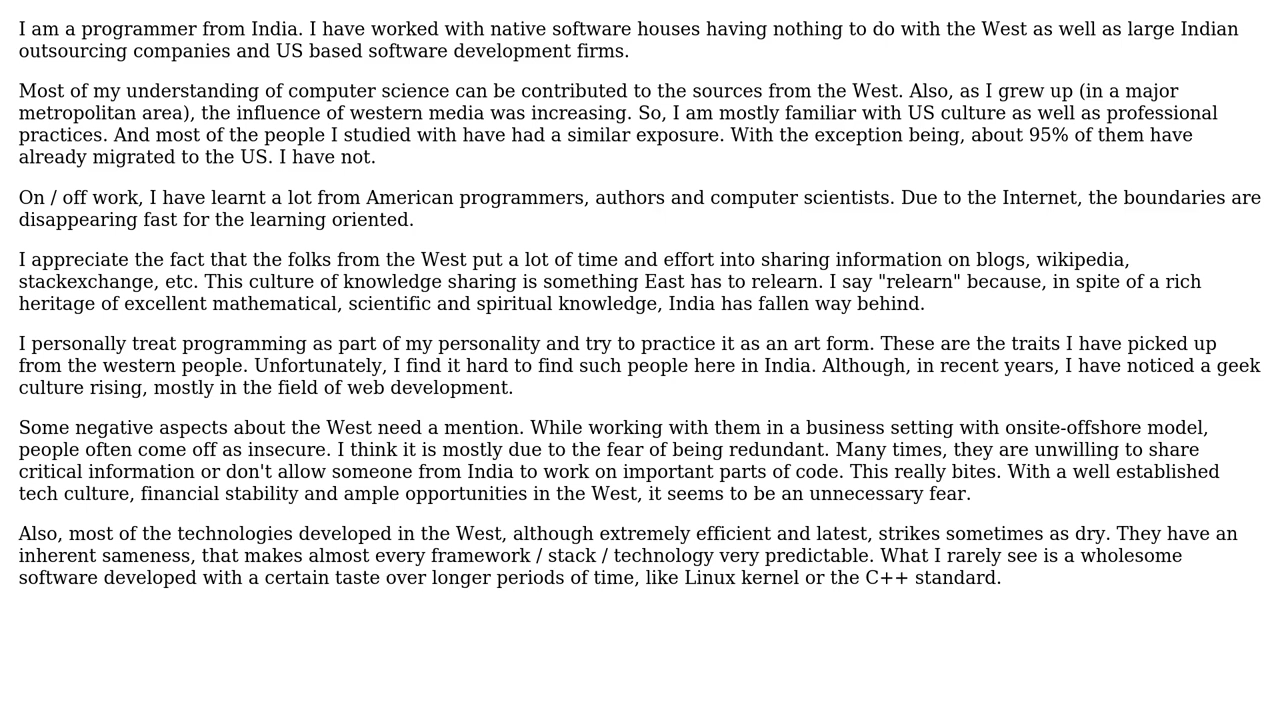 I am a programmer from India. I have worked with native software houses having nothing to do with the West as well as large Indian
outsourcing companies and US based software development firms.
Most of my understanding of computer science can be contributed to the sources from the West. Also, as I grew up (in a major
metropolitan area), the influence of western media was increasing. So, I am mostly familiar with US culture as well as professional
practices. And most of the people I studied with have had a similar exposure. With the exception being, about 95% of them have
already migrated to the US. I have not.
On / off work, I have learnt a lot from American programmers, authors and computer scientists. Due to the Internet, the boundaries are
disappearing fast for the learning oriented.
I appreciate the fact that the folks from the West put a lot of time and effort into sharing information on blogs, wikipedia,
stackexchange, etc. This culture of knowledge sharing is something East has to relearn. I say "relearn" because, in spite of a rich
heritage of excellent mathematical, scientific and spiritual knowledge, India has fallen way behind.
I personally treat programming as part of my personality and try to practice it as an art form. These are the traits I have picked up
from the western people. Unfortunately, I find it hard to find such people here in India. Although, in recent years, I have noticed a geek
culture rising, mostly in the field of web development.
Some negative aspects about the West need a mention. While working with them in a business setting with onsite-offshore model,
people often come off as insecure. I think it is mostly due to the fear of being redundant. Many times, they are unwilling to share
critical information or don't allow someone from India to work on important parts of code. This really bites. With a well established
tech culture, financial stability and ample opportunities in the West, it seems to be an unnecessary fear.
Also, most of the technologies developed in the West, although extremely efficient and latest, strikes sometimes as dry. They have an
inherent sameness, that makes almost every framework / stack / technology very predictable. What I rarely see is a wholesome
software developed with a certain taste over longer periods of time, like Linux kernel or the C++ standard.